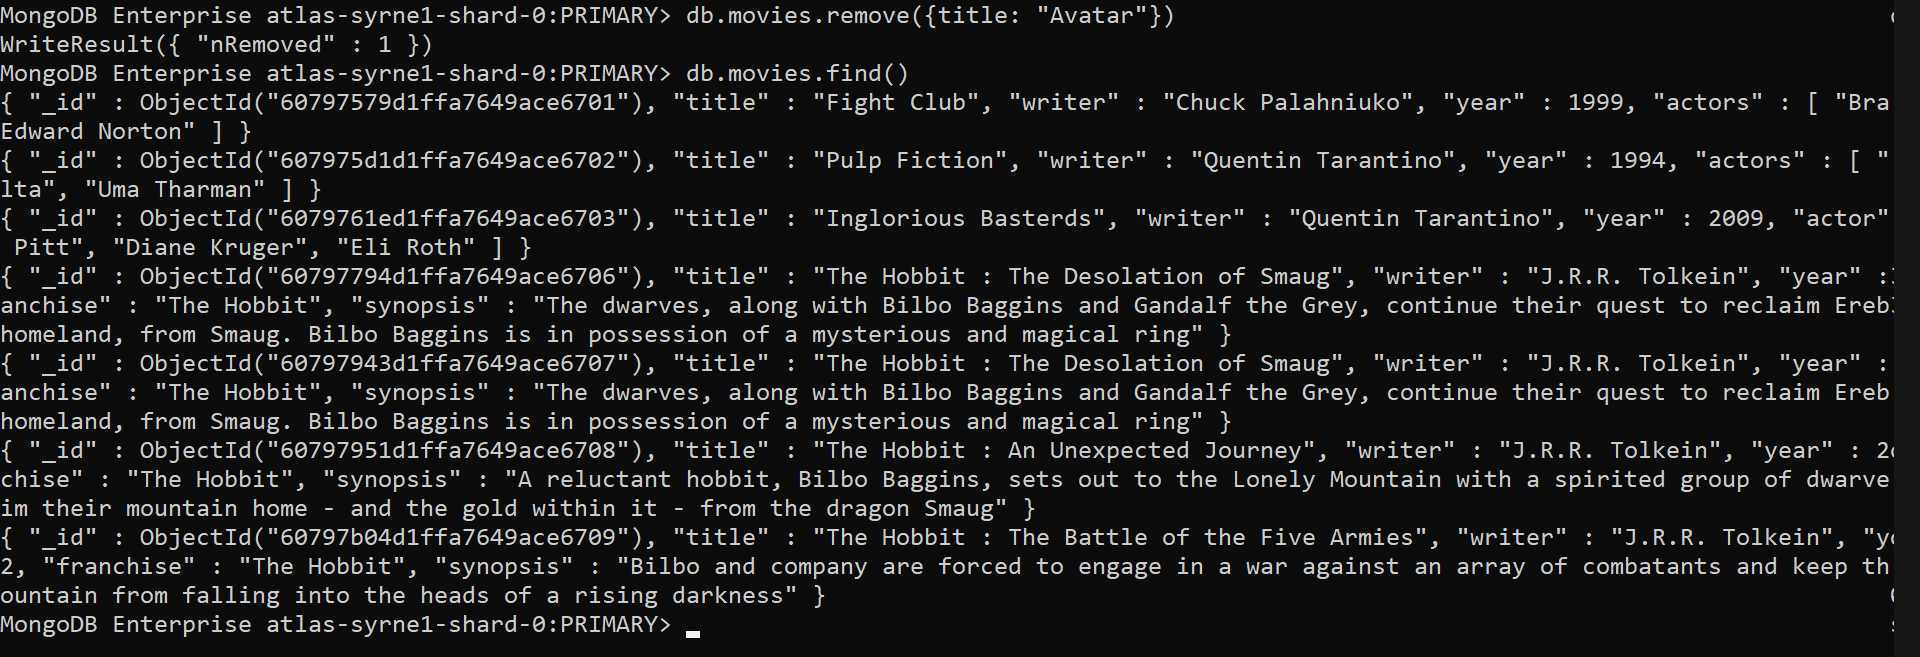 MongoDB Enterprise atlas-syrne1-shard-0:PRIMARY> db.movies.remove({title: "Avatar"})
WriteResult({ "nRemoved" : 1 })
MongoDB Enterprise atlas-syrne1-shard-0:PRIMARY> db.movies.find()
{ "_id" : ObjectId("60797579d1ffa7649ace6701"), "title" : "Fight Club", "writer" : "Chuck Palahniuko", "year" : 1999, "actors" : [ "Bra
Edward Norton" ] }
{ "_id" : ObjectId("607975d1d1ffa7649ace6702"), "title" : "Pulp Fiction", "writer" : "Quentin Tarantino", "year" : 1994, "actors" : [ "
lta", "Uma Tharman" ] }
{ "_id" : ObjectId("6079761ed1ffa7649ace6703"), "title" : "Inglorious Basterds", "writer" : "Quentin Tarantino", "year" : 2009, "actor"
Pitt", "Diane Kruger", "Eli Roth" ] }
{ "_id" : ObjectId("60797794d1ffa7649ace6706"), "title" : "The Hobbit : The Desolation of Smaug", "writer" : "J.R.R. Tolkein", "year" :
anchise" : "The Hobbit", "synopsis" : "The dwarves, along with Bilbo Baggins and Gandalf the Grey, continue their quest to reclaim Ereb
homeland, from Smaug. Bilbo Baggins is in possession of a mysterious and magical ring" }
{ "_id" : ObjectId("60797943d1ffa7649ace6707"), "title" : "The Hobbit : The Desolation of Smaug", "writer" : "J.R.R. Tolkein", "year" :
anchise" : "The Hobbit", "synopsis" : "The dwarves, along with Bilbo Baggins and Gandalf the Grey, continue their quest to reclaim Ereb
homeland, from Smaug. Bilbo Baggins is in possession of a mysterious and magical ring" }
{ "_id" : ObjectId("60797951d1ffa7649ace6708"), "title" : "The Hobbit : An Unexpected Journey", "writer" : "J.R.R. Tolkein", "year" : 2
chise" : "The Hobbit", "synopsis" : "A reluctant hobbit, Bilbo Baggins, sets out to the Lonely Mountain with a spirited group of dwarve
im their mountain home - and the gold within it - from the dragon Smaug" }
{ "_id" : ObjectId("60797b04d1ffa7649ace6709"), "title" : "The Hobbit : The Battle of the Five Armies", "writer" : "J.R.R. Tolkein", "y
2, "franchise" : "The Hobbit", "synopsis" : "Bilbo and company are forced to engage in a war against an array of combatants and keep th
ountain from falling into the heads of a rising darkness" }
MongoDB Enterprise atlas-syrne1-shard-0:PRIMARY>